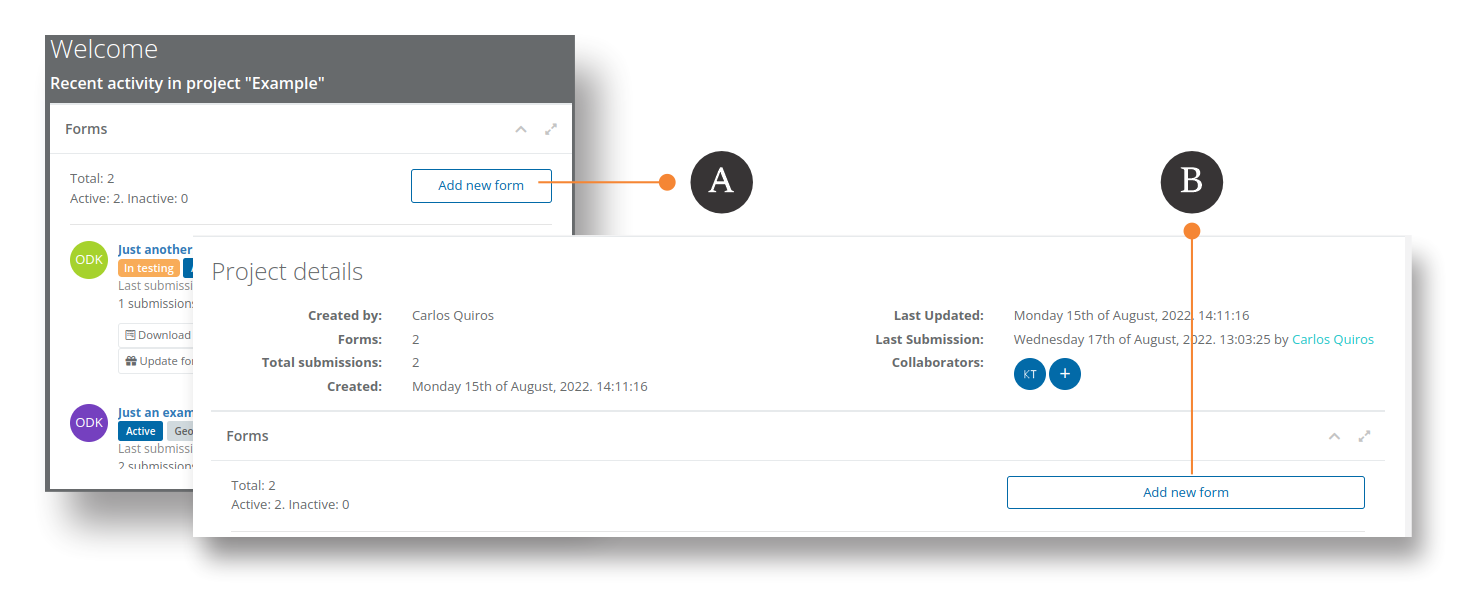 Welcome
Recent activity in project "Example"
Forms
Total: 2
Active: 2. Inactive: 0
Add new form
A
B
ODK
Just another
In testing
Last submissi
1 submission
Download
Update for
ODK
Just an exam
Active Geo
Last submissi
2 submission
Project details
Created by: Carlos Quiros
Forms: 2
Total submissions: 2
Created: Monday 15th of August, 2022. 14:11:16
Last Updated: Monday 15th of August, 2022. 14:11:16
Last Submission: Wednesday 17th of August, 2022. 13:03:25 by Carlos Quiros
Collaborators: KT +
Forms
Total: 2
Active: 2. Inactive: 0
Add new form